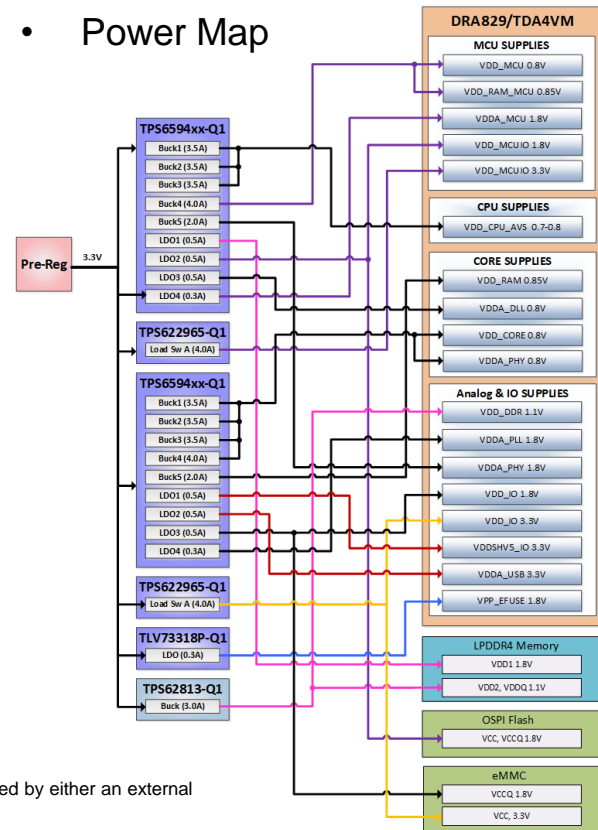 • Power Map
Pre-Reg
3.3V
TPS6594xx-Q1
Buck1 (3.5A)
Buck2 (3.5A)
Buck3 (3.5A)
Buck4 (4.0A)
Buck5 (2.0A)
LDO1 (0.5A)
LDO2 (0.5A)
LDO3 (0.5A)
LDO4 (0.3A)
TPS622965-Q1
Load Sw A (4.0A)
TPS6594xx-Q1
Buck1 (3.5A)
Buck2 (3.5A)
Buck3 (3.5A)
Buck4 (4.0A)
Buck5 (2.0A)
LDO1 (0.5A)
LDO2 (0.5A)
LDO3 (0.5A)
LDO4 (0.3A)
TPS622965-Q1
Load Sw A (4.0A)
TLV73318P-Q1
LDO (0.3A)
TPS62813-Q1
Buck (3.0A)
DRA829/TDA4VM
MCU SUPPLIES
VDD_MCU 0.8V
VDD_RAM_MCU 0.85V
VDDA_MCU 1.8V
VDD_MCUIO 1.8V
VDD_MCUIO 3.3V
CPU SUPPLIES
VDD_CPU_AVS 0.7-0.8
CORE SUPPLIES
VDD_RAM 0.85V
VDDA_DLL 0.8V
VDD_CORE 0.8V
VDDA_PHY 0.8V
Analog & IO SUPPLIES
VDD_DDR 1.1V
VDDA_PLL 1.8V
VDDA_PHY 1.8V
VDD_IO 1.8V
VDD_IO 3.3V
VDDSHV5_IO 3.3V
VDDA_USB 3.3V
VPP_EFUSE 1.8V
LPDDR4 Memory
VDD1 1.8V
VDD2, VDDQ 1.1V
OSPI Flash
VCC, VCCQ 1.8V
eMMC
VCCQ 1.8V
VCC, 3.3V
ed by either an external